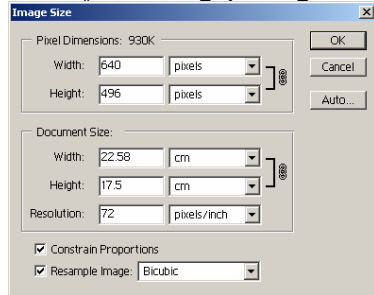 Image Size
Pixel Dimensions: 930K
OK
Width: 640 pixels
Cancel
Height: 496 pixels
Auto...
Document Size:
Width: 22.58 cm
Height: 17.5 cm
Resolution: 72 pixels/inch
Constrain Proportions
Resample Image: Bicubic